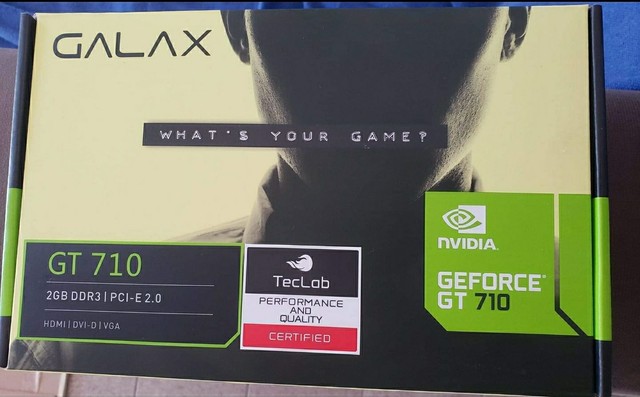 GALAX
WHAT'S YOUR GAME?
NVIDIA.
GEFORCE®
GT 710
GT 710
2GB DDR3 | PCI-E 2.0
HDMI | DVI-D | VGA
TecLab
PERFORMANCE
AND
QUALITY
CERTIFIED